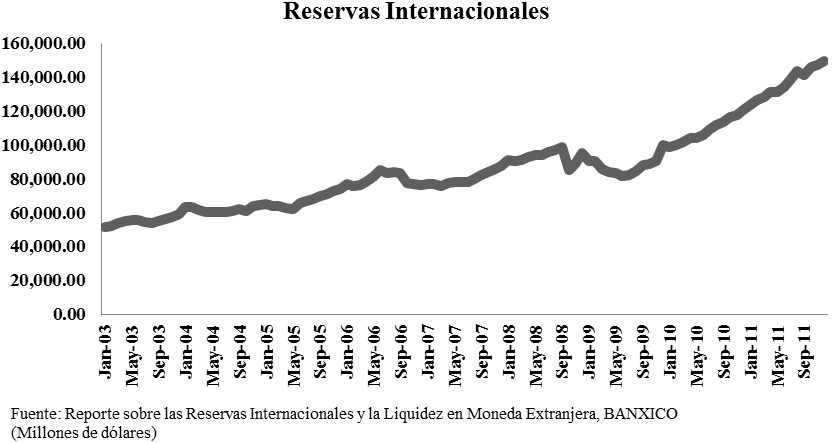 Reservas Internacionales
160,000.00
140,000.00
120,000.00
100,000.00
80,000.00
60,000.00
40,000.00
20,000.00
0.00
Jan-03
May-03
Sep-03
Jan-04
May-04
Sep-04
Jan-05
May-05
Sep-05
Jan-06
May-06
Sep-06
Jan-07
May-07
Sep-07
Jan-08
May-08
Sep-08
Jan-09
May-09
Sep-09
Jan-10
May-10
Sep-10
Jan-11
May-11
Sep-11
Fuente: Reporte sobre las Reservas Internacionales y la Liquidez en Moneda Extranjera, BANXICO
(Millones de dólares)